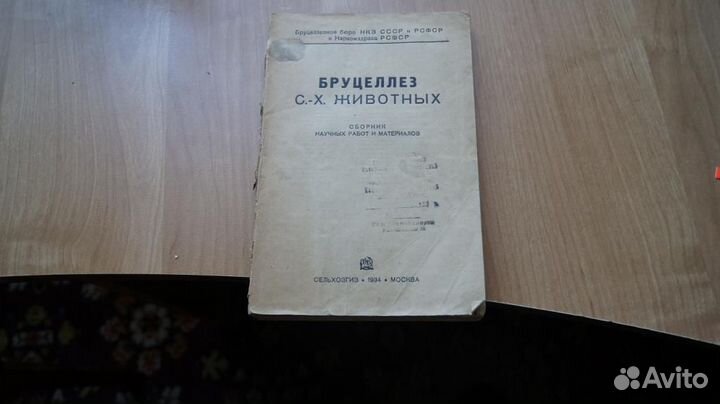 Бруцеллезное бюро НКЗ СССР и РСФСР
и Наркомздрава РСФСР
БРУЦЕЛЛЕЗ
С.-Х. ЖИВОТНЫХ
СБОРНИК
НАУЧНЫХ РАБОТ И МАТЕРИАЛОВ
СЕЛЬХОЗГИЗ • 1934 • МОСКВА
Avito